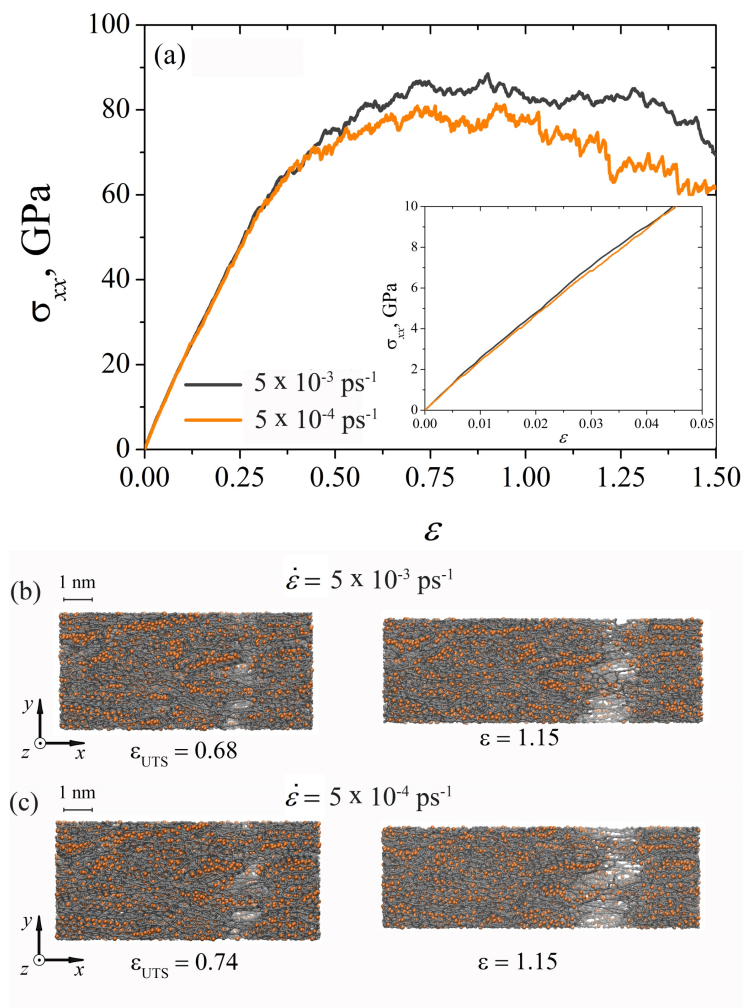 (a)
100
80
60
40
20
0
σxx, GPa
0.00 0.25 0.50 0.75 1.00 1.25 1.50
ε
5 x 10⁻³ ps⁻¹
5 x 10⁻⁴ ps⁻¹
10
8
6
4
2
0
σxx, GPa
0.00 0.01 0.02 0.03 0.04 0.05
ε
(b)
1 nm
ε̇ = 5 x 10⁻³ ps⁻¹
y
z x
εUTS = 0.68
ε = 1.15
(c)
1 nm
ε̇ = 5 x 10⁻⁴ ps⁻¹
y
z x
εUTS = 0.74
ε = 1.15